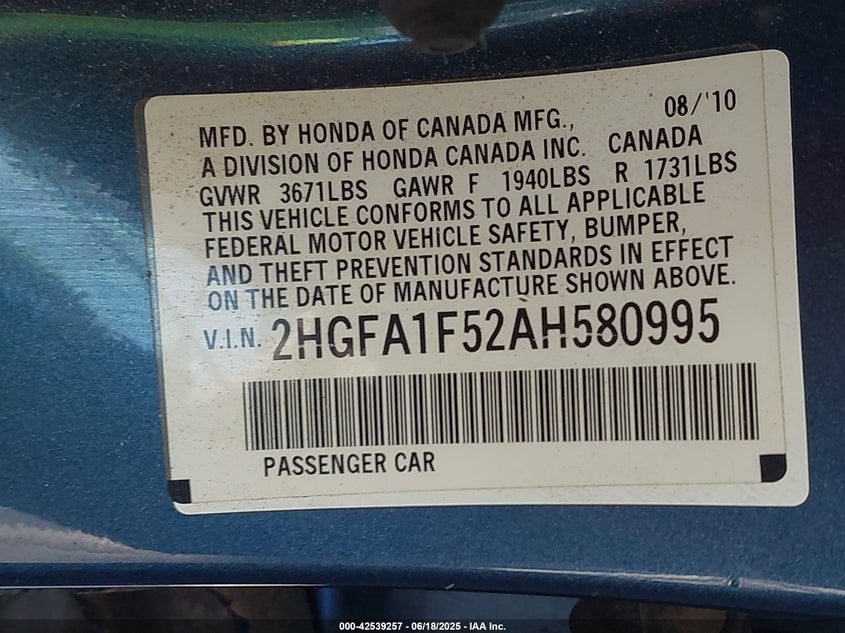 08/'10
MFD. BY HONDA OF CANADA MFG.,
A DIVISION OF HONDA CANADA INC. CANADA
GVWR 3671LBS GAWR F 1940LBS R 1731LBS
THIS VEHICLE CONFORMS TO ALL APPLICABLE
FEDERAL MOTOR VEHICLE SAFETY, BUMPER,
AND THEFT PREVENTION STANDARDS IN EFFECT
ON THE DATE OF MANUFACTURE SHOWN ABOVE.
V.I.N. 2HGFA1F52AH580995
PASSENGER CAR
000-42539257 - 06/18/2025 - IAA Inc.